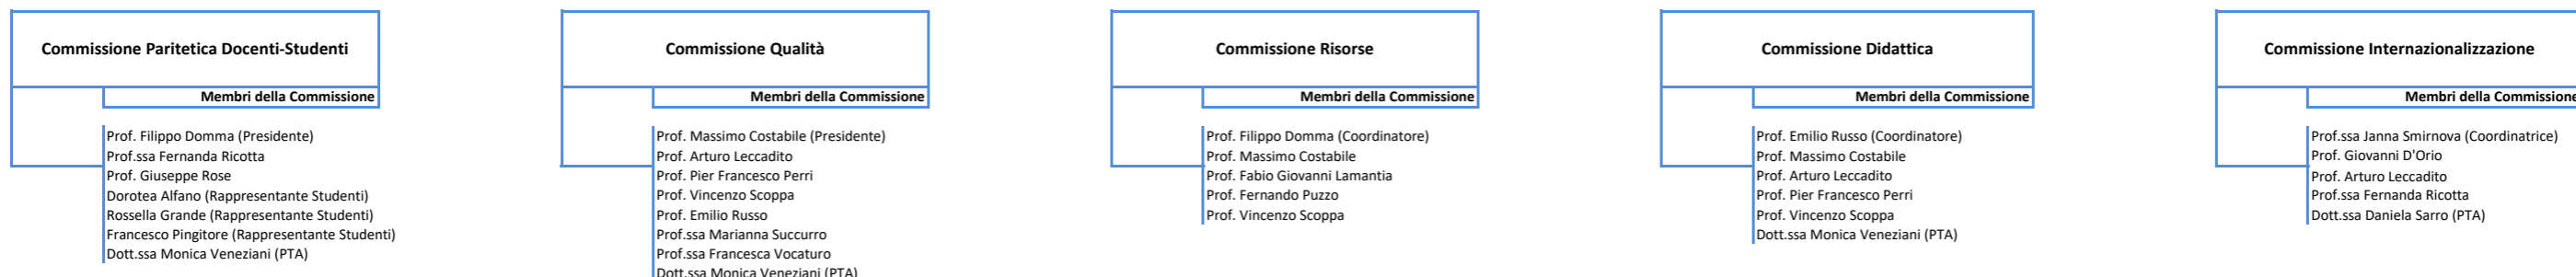 Commissione Paritetica Docenti-Studenti
Membri della Commissione
Prof. Filippo Domma (Presidente)
Prof.ssa Fernanda Ricotta
Prof. Giuseppe Rose
Dorotea Alfano (Rappresentante Studenti)
Rossella Grande (Rappresentante Studenti)
Francesco Pingitore (Rappresentante Studenti)
Dott.ssa Monica Veneziani (PTA)
Commissione Qualità
Membri della Commissione
Prof. Massimo Costabile (Presidente)
Prof. Arturo Leccadito
Prof. Pier Francesco Perri
Prof. Vincenzo Scoppa
Prof. Emilio Russo
Prof.ssa Marianna Succurro
Prof.ssa Francesca Vocaturo
Dott.ssa Monica Veneziani (PTA)
Commissione Risorse
Membri della Commissione
Prof. Filippo Domma (Coordinatore)
Prof. Massimo Costabile
Prof. Fabio Giovanni Lamantia
Prof. Fernando Puzzo
Prof. Vincenzo Scoppa
Commissione Didattica
Membri della Commissione
Prof. Emilio Russo (Coordinatore)
Prof. Massimo Costabile
Prof. Arturo Leccadito
Prof. Pier Francesco Perri
Prof. Vincenzo Scoppa
Dott.ssa Monica Veneziani (PTA)
Commissione Internazionalizzazione
Membri della Commissione
Prof.ssa Janna Smirnova (Coordinatrice)
Prof. Giovanni D'Orio
Prof. Arturo Leccadito
Prof.ssa Fernanda Ricotta
Dott.ssa Daniela Sarro (PTA)